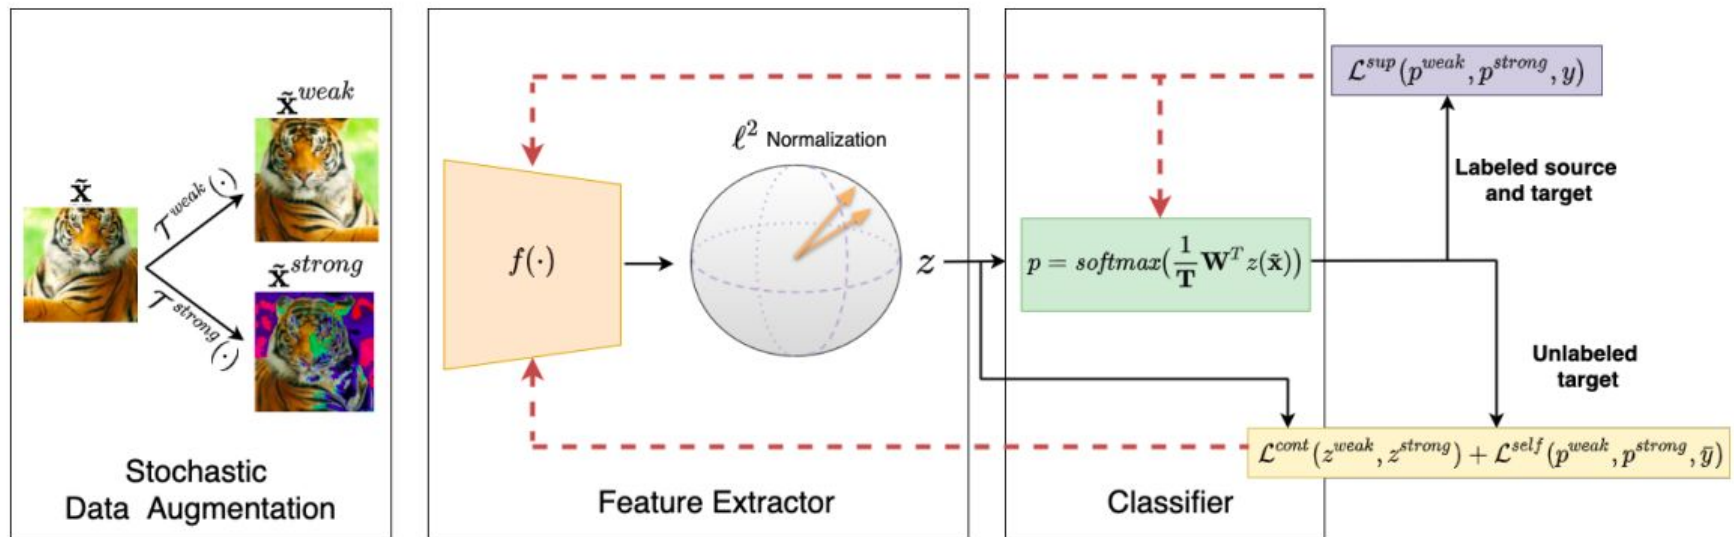 x̃
𝒯^{weak}(·)
x̃^{weak}
𝒯^{strong}(·)
x̃^{strong}
Stochastic
Data Augmentation
f(·)
ℓ² Normalization
z
Feature Extractor
p = softmax(\frac{1}{T} W^T z(x̃))
Classifier
ℒ^{sup}(p^{weak}, p^{strong}, y)
Labeled source
and target
Unlabeled
target
ℒ^{cont}(z^{weak}, z^{strong}) + ℒ^{self}(p^{weak}, p^{strong}, ȳ)